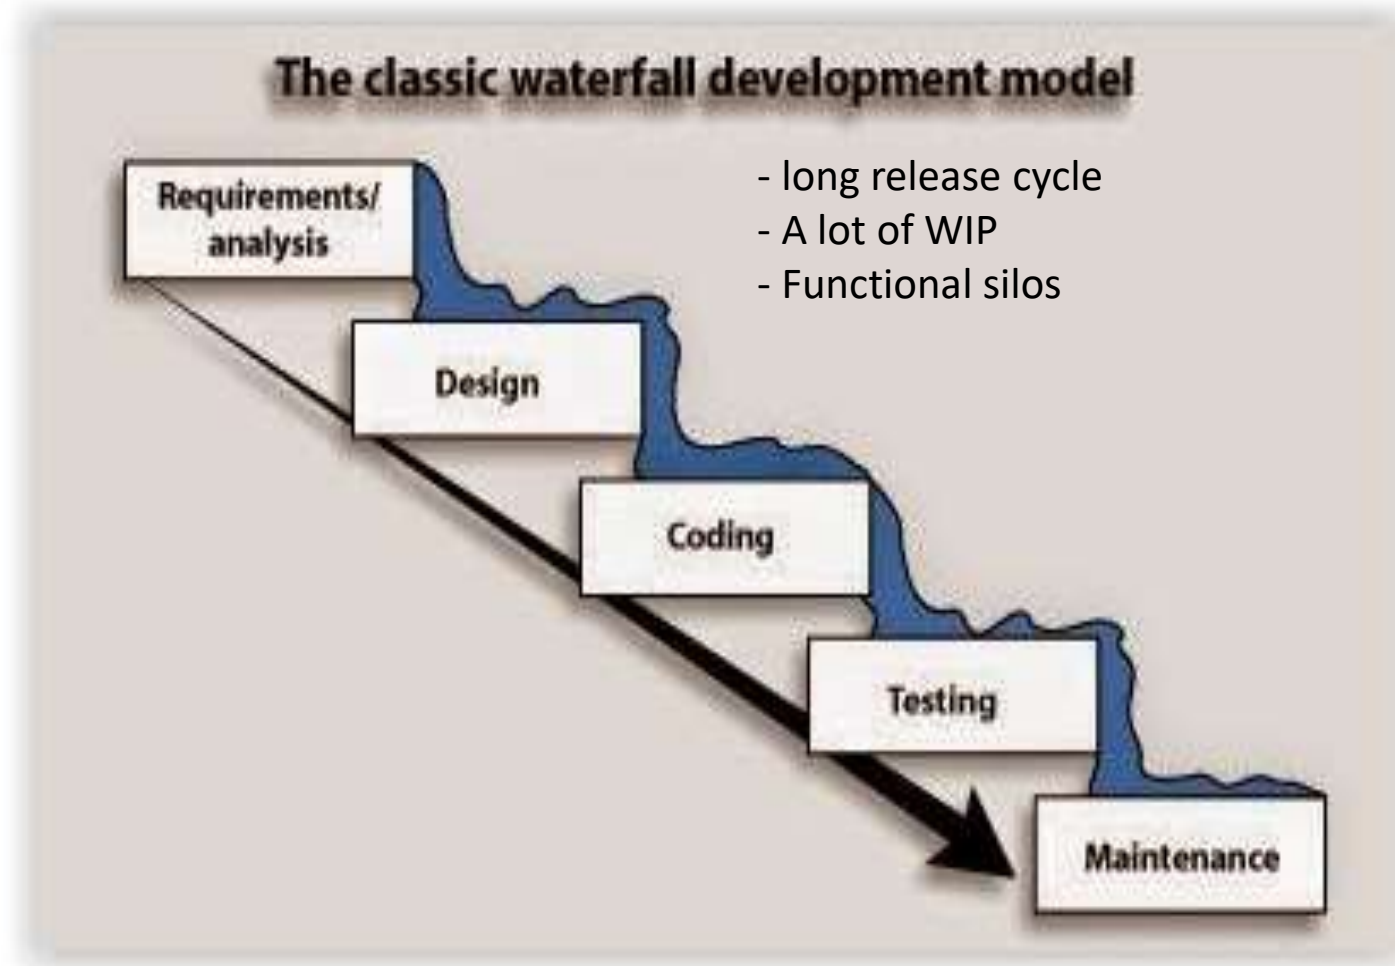 The classic waterfall development model
- long release cycle
- A lot of WIP
- Functional silos
Requirements/
analysis
Design
Coding
Testing
Maintenance